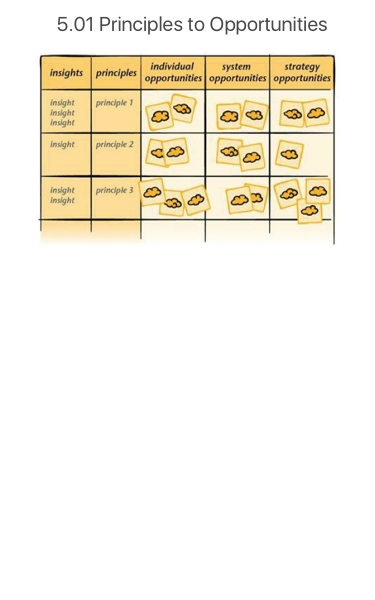 5.01 Principles to Opportunities
insights
principles
individual
opportunities
system
opportunities
strategy
opportunities
insight
insight
insight
principle 1
insight
principle 2
insight
insight
principle 3